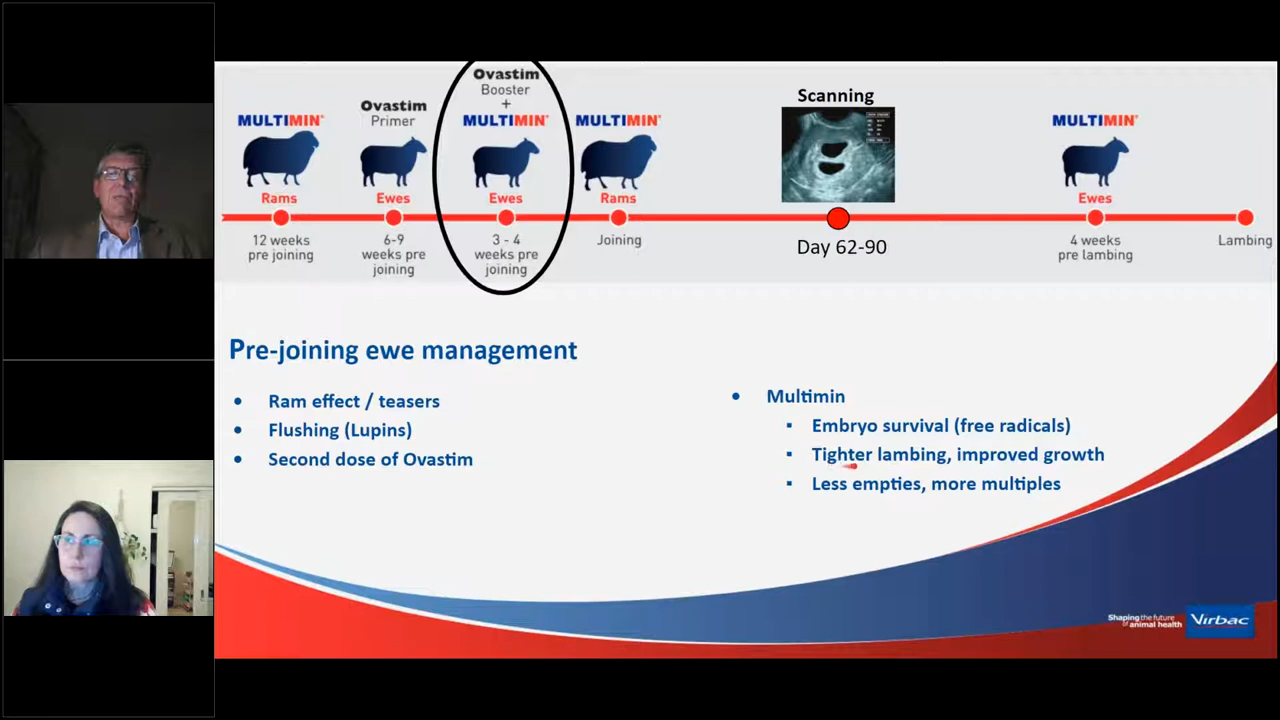 MULTIMIN®
Rams
12 weeks
pre joining
Ovastim
Primer
Ewes
6-9
weeks pre
joining
Ovastim
Booster
+
MULTIMIN®
Ewes
3 - 4
weeks pre
joining
MULTIMIN®
Rams
Joining
Scanning
Day 62-90
MULTIMIN®
Ewes
4 weeks
pre lambing
Lambing
Pre-joining ewe management
• Ram effect / teasers
• Flushing (Lupins)
• Second dose of Ovastim
• Multimin
▪ Embryo survival (free radicals)
▪ Tighter lambing, improved growth
▪ Less empties, more multiples
Shaping the future
of animal health
Virbac